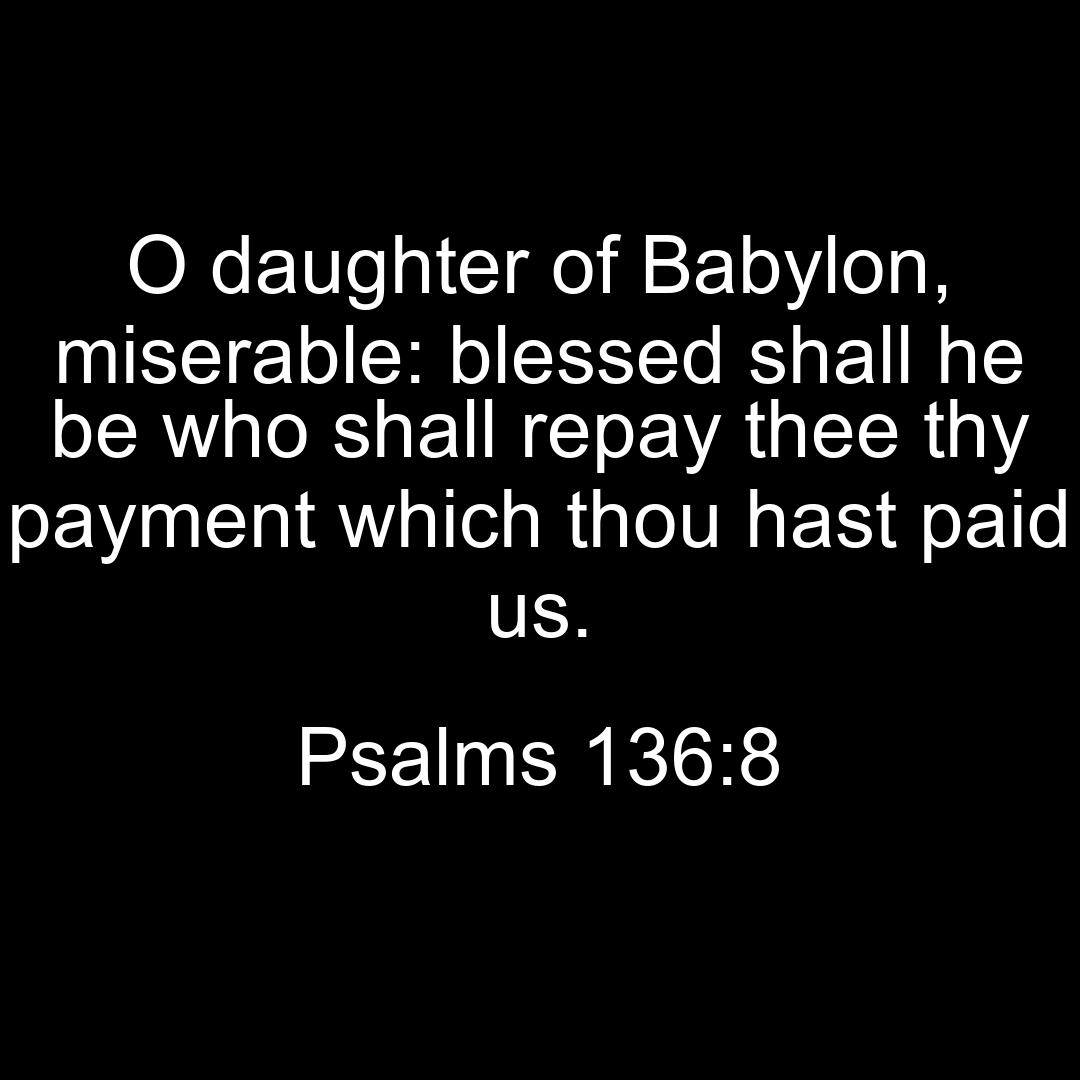 O daughter of Babylon,
miserable: blessed shall he
be who shall repay thee thy
payment which thou hast paid
us.
Psalms 136:8